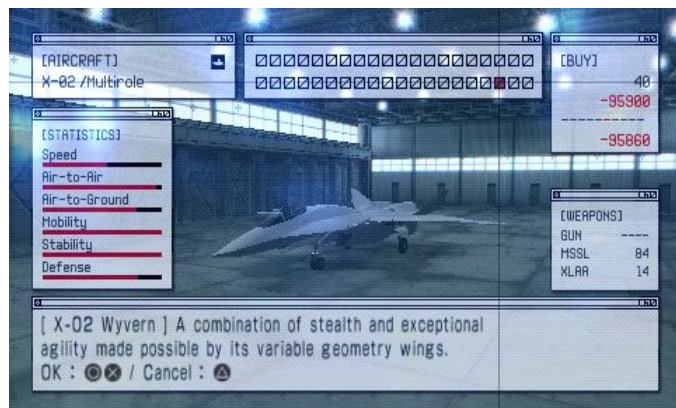 [AIRCRAFT]
X-02 /Multirole
[BUY]
40
-95900
----------
-95860
[STATISTICS]
Speed
Air-to-Air
Air-to-Ground
Mobility
Stability
Defense
[WEAPONS]
GUN ----
MSSL 84
XLAA 14
[ X-02 Wyvern ] A combination of stealth and exceptional
agility made possible by its variable geometry wings.
OK : / Cancel :